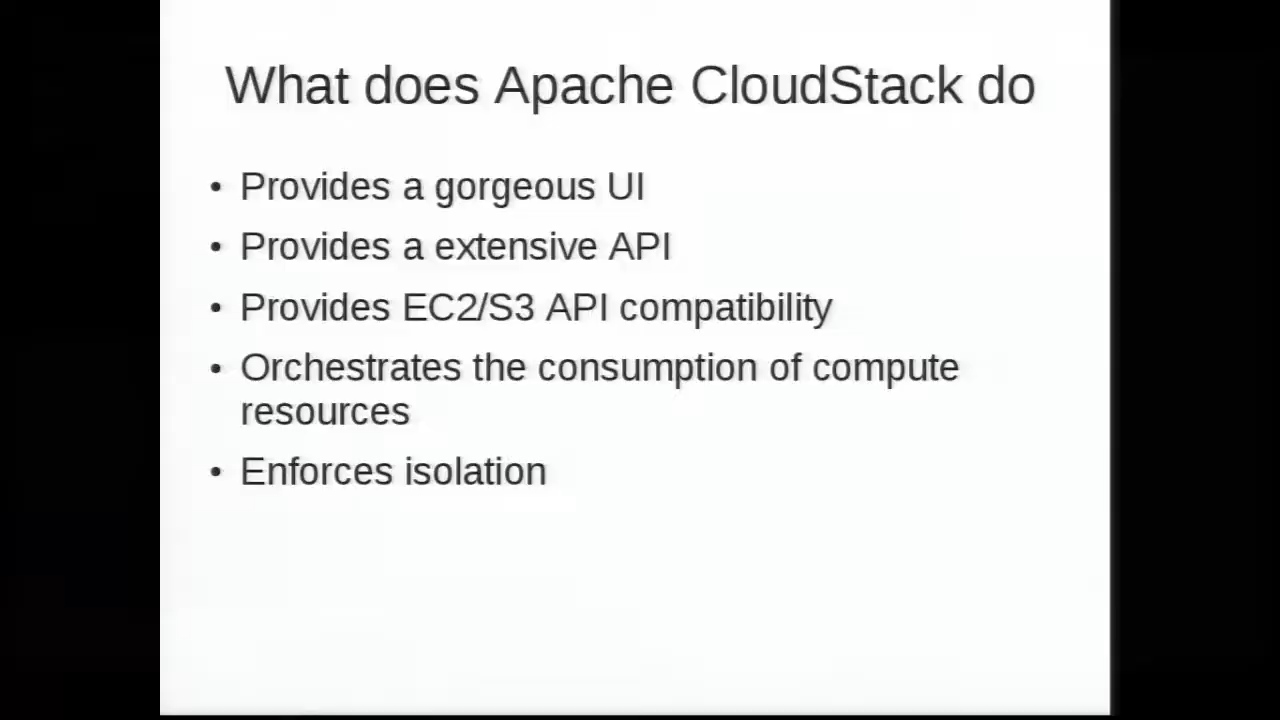 What does Apache CloudStack do
• Provides a gorgeous UI
• Provides a extensive API
• Provides EC2/S3 API compatibility
• Orchestrates the consumption of compute
resources
• Enforces isolation